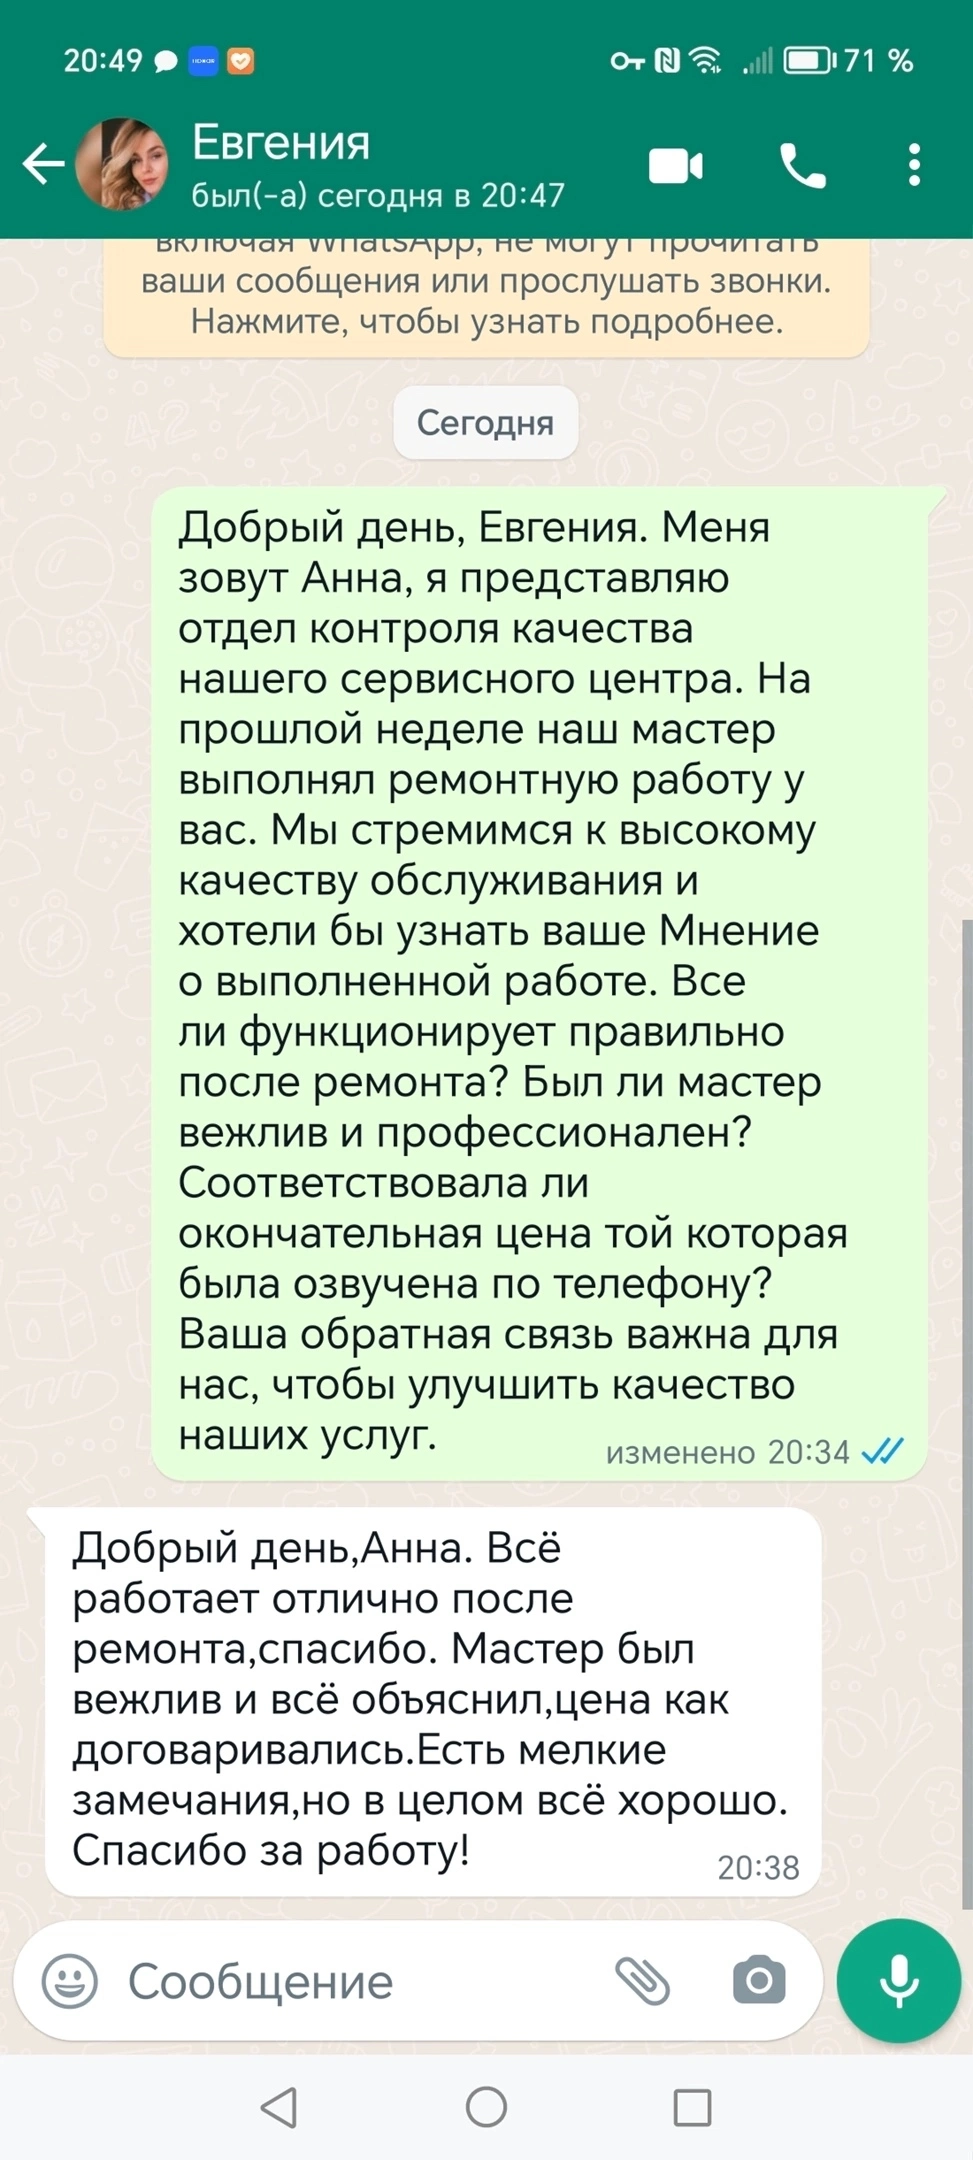 20:49
71 %
Евгения
был(-а) сегодня в 20:47
включая WhatsApp, не могут прочитать
ваши сообщения или прослушать звонки.
Нажмите, чтобы узнать подробнее.
Сегодня
Добрый день, Евгения. Меня
зовут Анна, я представляю
отдел контроля качества
нашего сервисного центра. На
прошлой неделе наш мастер
выполнял ремонтную работу у
вас. Мы стремимся к высокому
качеству обслуживания и
хотели бы узнать ваше Мнение
о выполненной работе. Все
ли функционирует правильно
после ремонта? Был ли мастер
вежлив и профессионален?
Соответствовала ли
окончательная цена той которая
была озвучена по телефону?
Ваша обратная связь важна для
нас, чтобы улучшить качество
наших услуг.
изменено 20:34
Добрый день,Анна. Всё
работает отлично после
ремонта,спасибо. Мастер был
вежлив и всё объяснил,цена как
договаривались.Есть мелкие
замечания,но в целом всё хорошо.
Спасибо за работу!
20:38
Сообщение